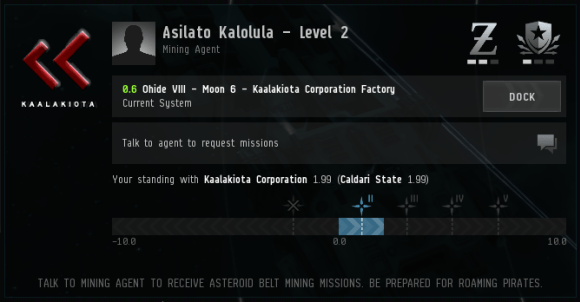 Asilato Kalolula - Level 2
Mining Agent
KAALAKIOTA
0.6 Ohide VIII - Moon 6 - Kaalakiota Corporation Factory
Current System
DOCK
Talk to agent to request missions
Your standing with Kaalakiota Corporation 1.99 (Caldari State 1.99)
II III IV V
-10.0 0.0 10.0
TALK TO MINING AGENT TO RECEIVE ASTEROID BELT MINING MISSIONS. BE PREPARED FOR ROAMING PIRATES.